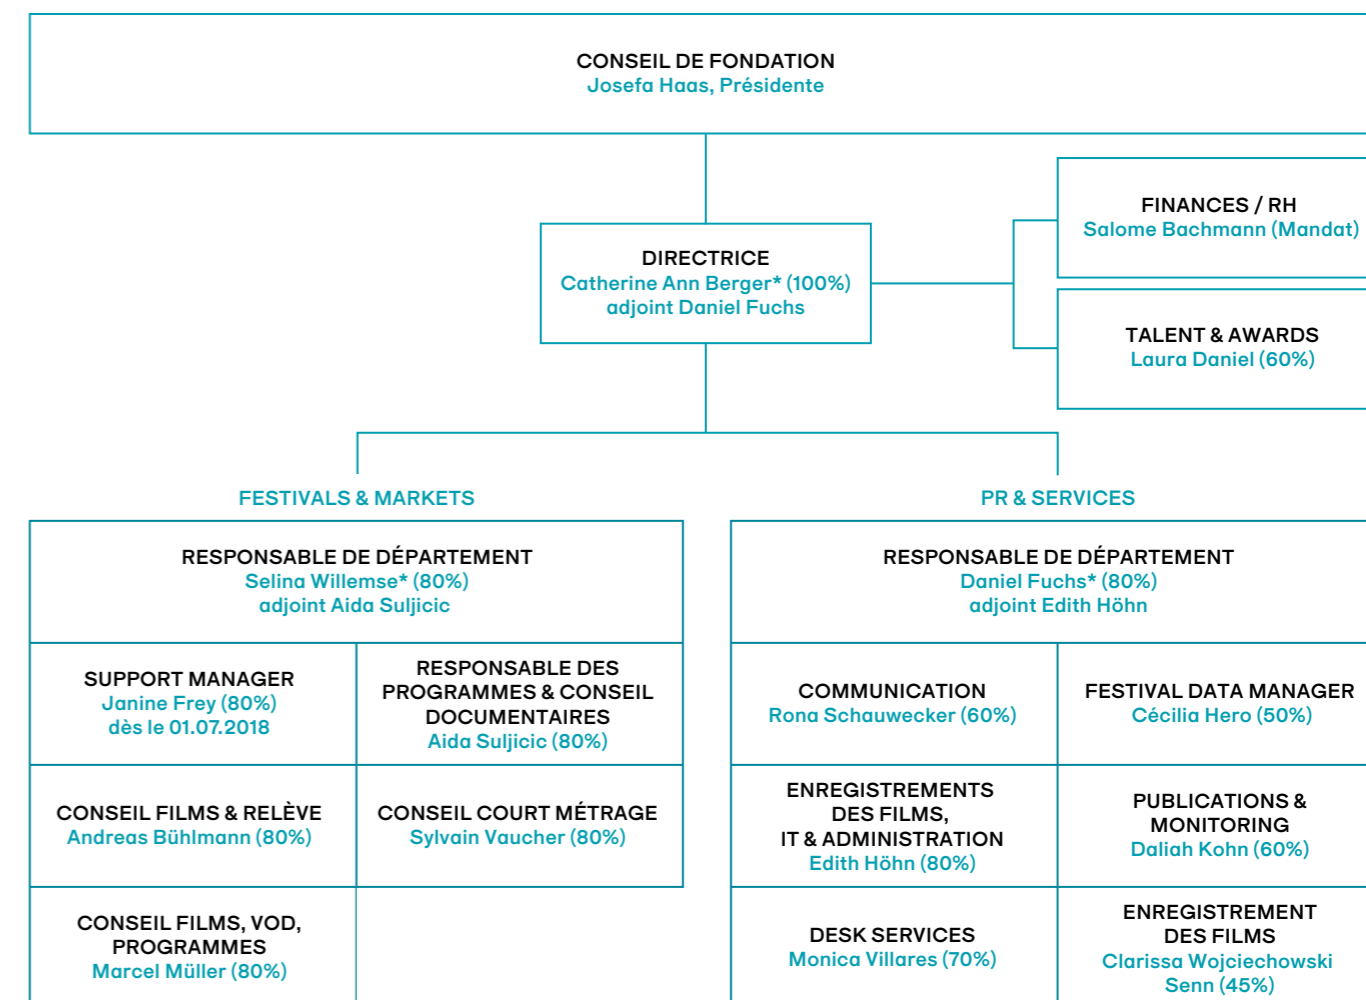 CONSEIL DE FONDATION
Josefa Haas, Présidente
FINANCES / RH
Salome Bachmann (Mandat)
DIRECTRICE
Catherine Ann Berger* (100%)
adjoint Daniel Fuchs
TALENT & AWARDS
Laura Daniel (60%)
FESTIVALS & MARKETS
RESPONSABLE DE DÉPARTEMENT
Selina Willemse* (80%)
adjoint Aida Suljicic
SUPPORT MANAGER
Janine Frey (80%)
dès le 01.07.2018
RESPONSABLE DES
PROGRAMMES & CONSEIL
DOCUMENTAIRES
Aida Suljicic (80%)
CONSEIL FILMS & RELÈVE
Andreas Bühlmann (80%)
CONSEIL COURT MÉTRAGE
Sylvain Vaucher (80%)
CONSEIL FILMS, VOD,
PROGRAMMES
Marcel Müller (80%)
PR & SERVICES
RESPONSABLE DE DÉPARTEMENT
Daniel Fuchs* (80%)
adjoint Edith Höhn
COMMUNICATION
Rona Schauwecker (60%)
FESTIVAL DATA MANAGER
Cécilia Hero (50%)
ENREGISTREMENTS
DES FILMS,
IT & ADMINISTRATION
Edith Höhn (80%)
PUBLICATIONS &
MONITORING
Daliah Kohn (60%)
DESK SERVICES
Monica Villares (70%)
ENREGISTREMENT
DES FILMS
Clarissa Wojciechowski
Senn (45%)